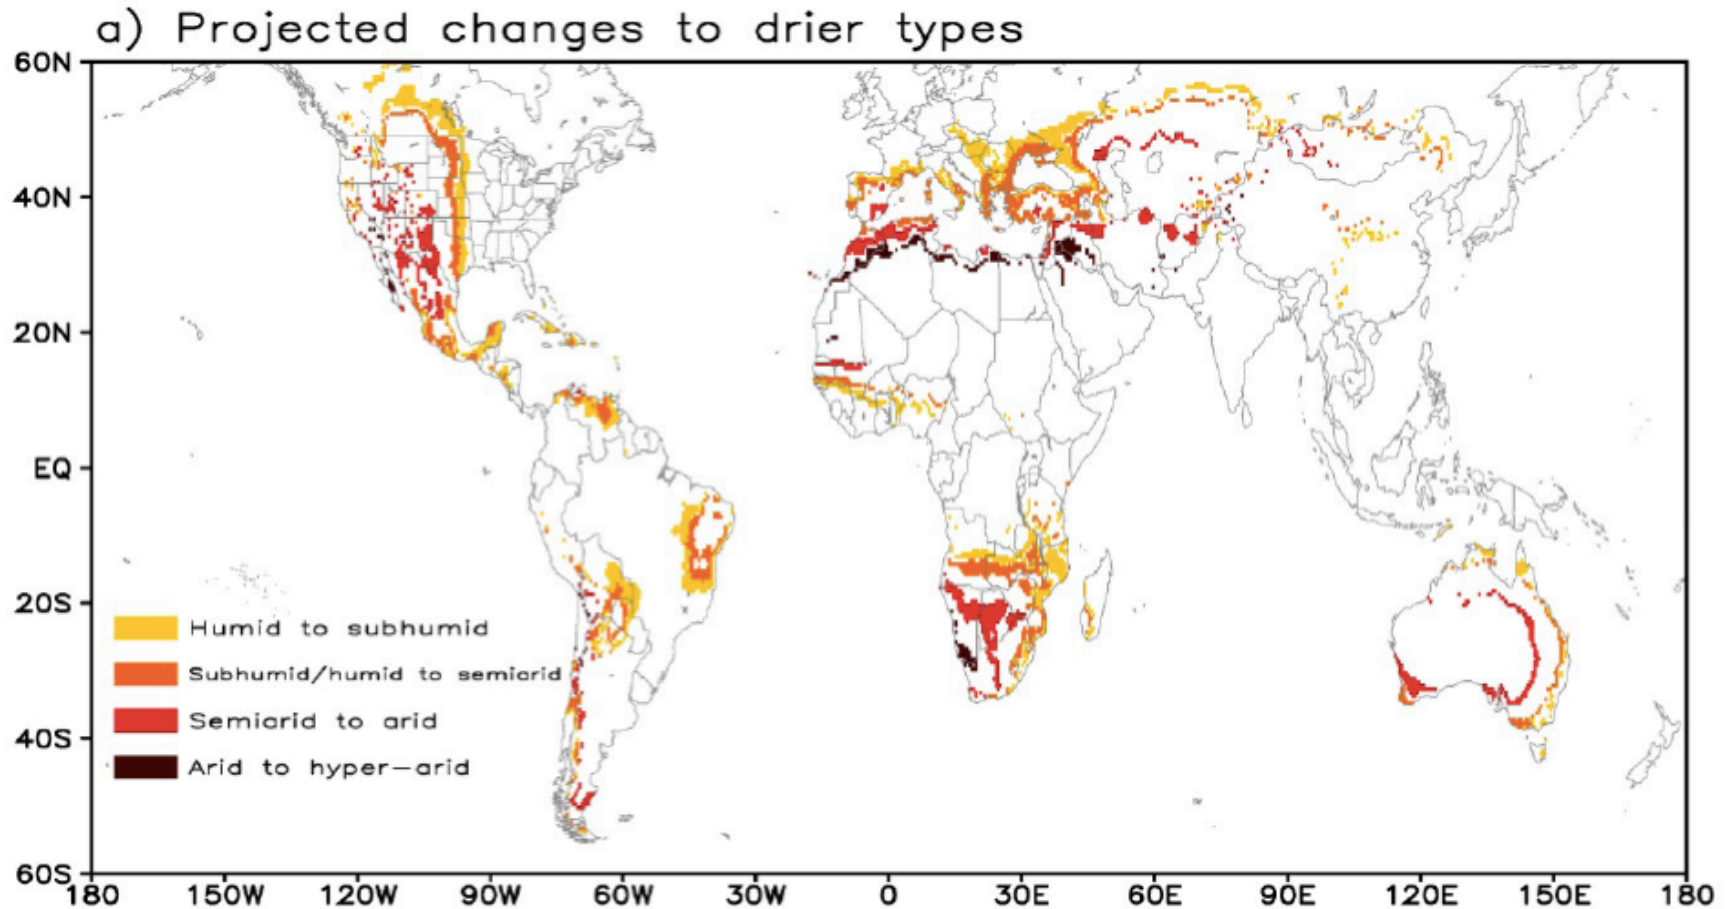 a) Projected changes to drier types
60N
40N
20N
EQ
20S
40S
60S
Humid to subhumid
Subhumid/humid to semiarid
Semiarid to arid
Arid to hyper-arid
180 150W 120W 90W 60W 30W 0 30E 60E 90E 120E 150E 180